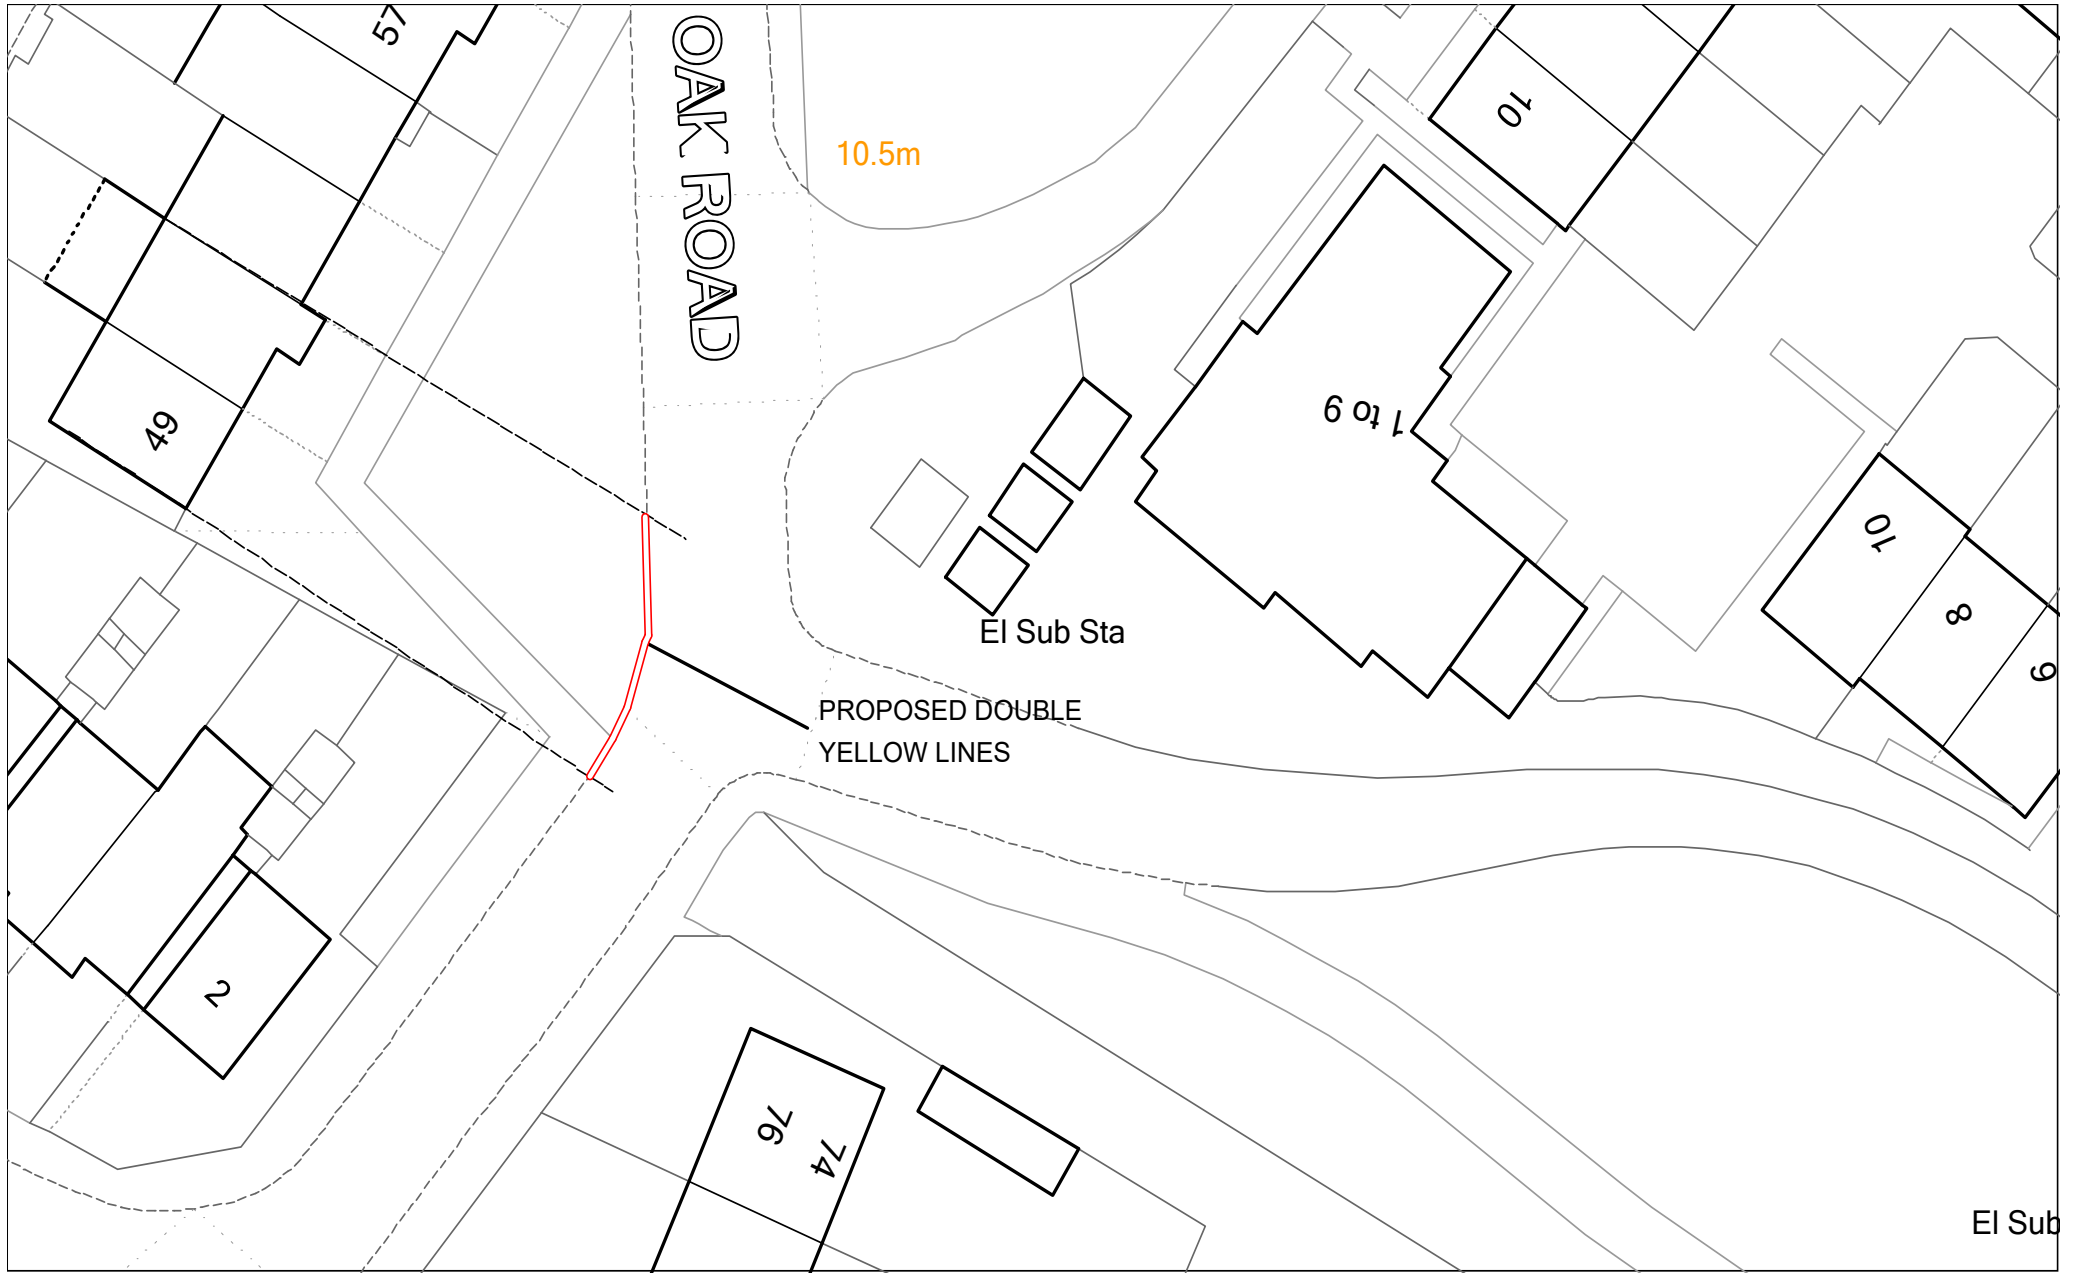 57
OAK ROAD
10.5m
10
49
1 to 9
10
8
6
El Sub Sta
PROPOSED DOUBLE
YELLOW LINES
2
76
74
El Sub